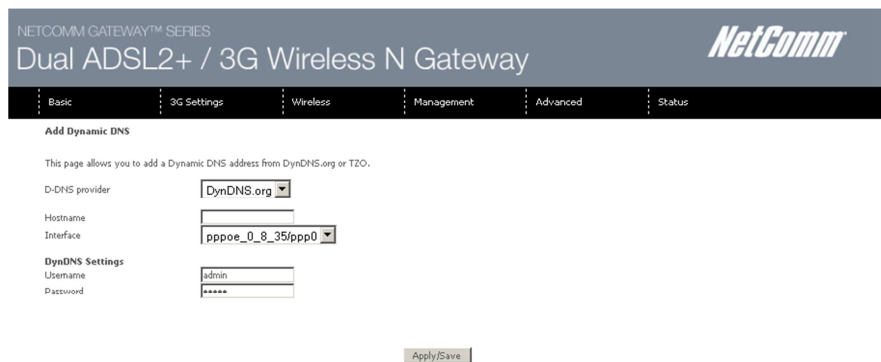 NETCOMM GATEWAY™ SERIES
Dual ADSL2+ / 3G Wireless N Gateway
NetComm
Basic
3G Settings
Wireless
Management
Advanced
Status
Add Dynamic DNS
This page allows you to add a Dynamic DNS address from DynDNS.org or TZO.
D-DNS provider
DynDNS.org
Hostname
Interface
pppoe_0_8_35/ppp0
DynDNS Settings
Username
admin
Password
•••••
Apply/Save